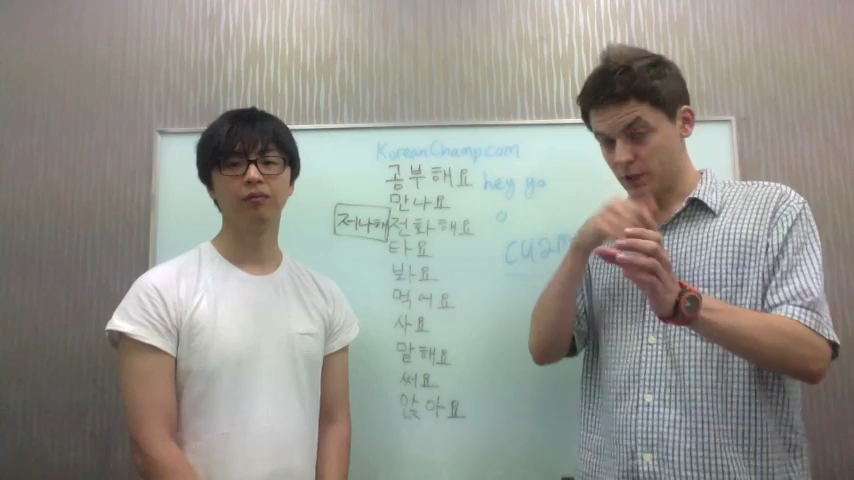 KoreanChamp.com
공부해요 hey yo
만나요
저나해 전화해요 o
타요
봐요
먹어요
사요
말해요
써요
앉아요